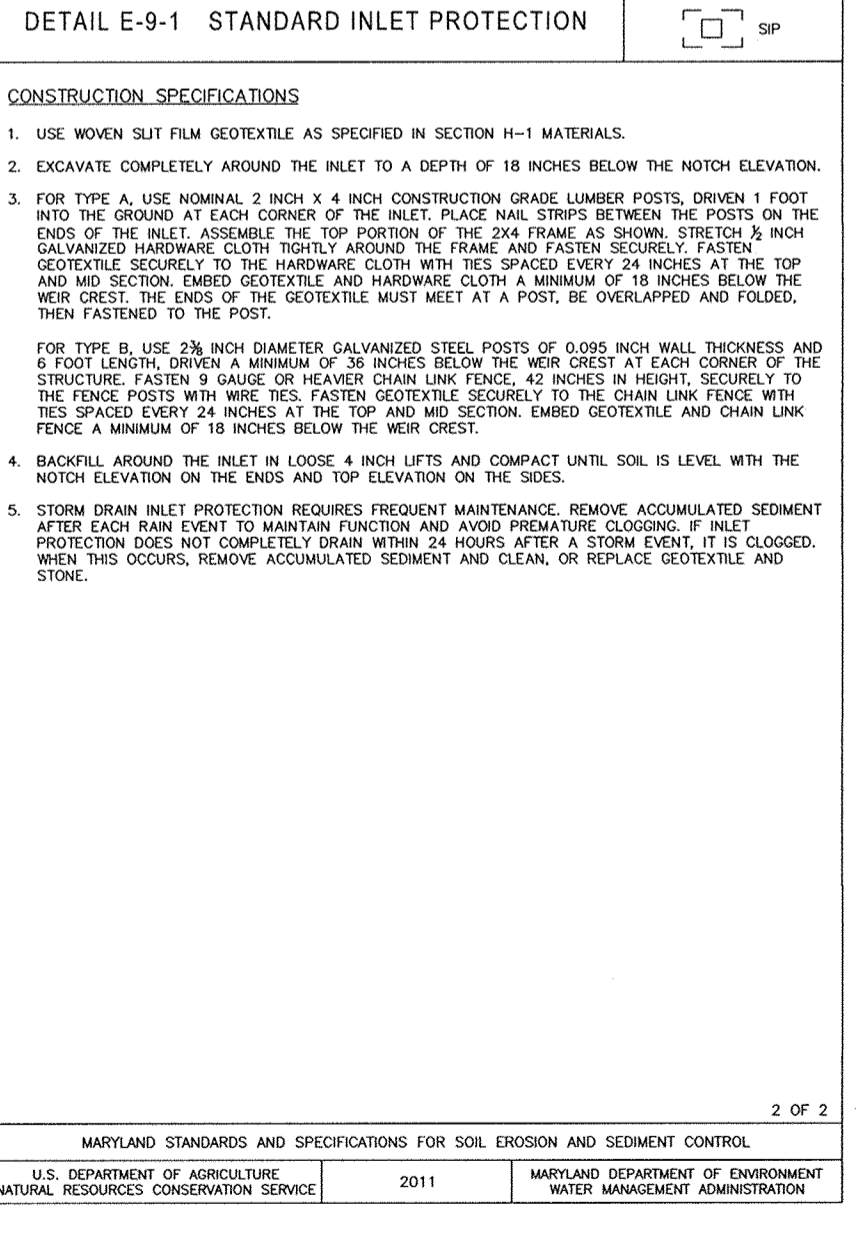 DETAIL E-9-1 STANDARD INLET PROTECTION
SIP
CONSTRUCTION SPECIFICATIONS
1. USE WOVEN SLIT FILM GEOTEXTILE AS SPECIFIED IN SECTION H-1 MATERIALS.
2. EXCAVATE COMPLETELY AROUND THE INLET TO A DEPTH OF 18 INCHES BELOW THE NOTCH ELEVATION.
3. FOR TYPE A, USE NOMINAL 2 INCH X 4 INCH CONSTRUCTION GRADE LUMBER POSTS, DRIVEN 1 FOOT
INTO THE GROUND AT EACH CORNER OF THE INLET. PLACE NAIL STRIPS BETWEEN THE POSTS ON THE
ENDS OF THE INLET. ASSEMBLE THE TOP PORTION OF THE 2X4 FRAME AS SHOWN. STRETCH ½ INCH
GALVANIZED HARDWARE CLOTH TIGHTLY AROUND THE FRAME AND FASTEN SECURELY. FASTEN
GEOTEXTILE SECURELY TO THE HARDWARE CLOTH WITH TIES SPACED EVERY 24 INCHES AT THE TOP
AND MID SECTION. EMBED GEOTEXTILE AND HARDWARE CLOTH A MINIMUM OF 18 INCHES BELOW THE
WEIR CREST. THE ENDS OF THE GEOTEXTILE MUST MEET AT A POST, BE OVERLAPPED AND FOLDED,
THEN FASTENED TO THE POST.
FOR TYPE B, USE 2⅜ INCH DIAMETER GALVANIZED STEEL POSTS OF 0.095 INCH WALL THICKNESS AND
6 FOOT LENGTH, DRIVEN A MINIMUM OF 36 INCHES BELOW THE WEIR CREST AT EACH CORNER OF THE
STRUCTURE. FASTEN 9 GAUGE OR HEAVIER CHAIN LINK FENCE, 42 INCHES IN HEIGHT, SECURELY TO
THE FENCE POSTS WITH WIRE TIES. FASTEN GEOTEXTILE SECURELY TO THE CHAIN LINK FENCE WITH
TIES SPACED EVERY 24 INCHES AT THE TOP AND MID SECTION. EMBED GEOTEXTILE AND CHAIN LINK
FENCE A MINIMUM OF 18 INCHES BELOW THE WEIR CREST.
4. BACKFILL AROUND THE INLET IN LOOSE 4 INCH LIFTS AND COMPACT UNTIL SOIL IS LEVEL WITH THE
NOTCH ELEVATION ON THE ENDS AND TOP ELEVATION ON THE SIDES.
5. STORM DRAIN INLET PROTECTION REQUIRES FREQUENT MAINTENANCE. REMOVE ACCUMULATED SEDIMENT
AFTER EACH RAIN EVENT TO MAINTAIN FUNCTION AND AVOID PREMATURE CLOGGING. IF INLET
PROTECTION DOES NOT COMPLETELY DRAIN WITHIN 24 HOURS AFTER A STORM EVENT, IT IS CLOGGED.
WHEN THIS OCCURS, REMOVE ACCUMULATED SEDIMENT AND CLEAN, OR REPLACE GEOTEXTILE AND
STONE.
2 OF 2
MARYLAND STANDARDS AND SPECIFICATIONS FOR SOIL EROSION AND SEDIMENT CONTROL
U.S. DEPARTMENT OF AGRICULTURE
NATURAL RESOURCES CONSERVATION SERVICE
2011
MARYLAND DEPARTMENT OF ENVIRONMENT
WATER MANAGEMENT ADMINISTRATION